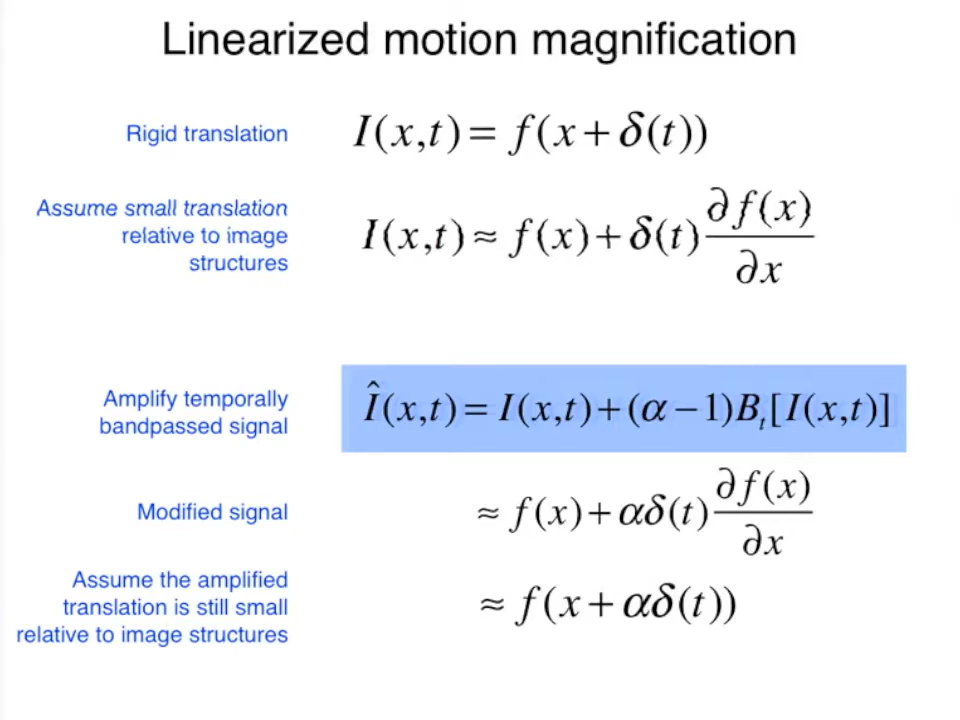 Linearized motion magnification
Rigid translation
I(x,t) = f(x + δ(t))
Assume small translation
relative to image
structures
I(x,t) ≈ f(x) + δ(t) ∂f(x)/∂x
Amplify temporally
bandpassed signal
Î(x,t) = I(x,t) + (α − 1)Bₜ[I(x,t)]
Modified signal
≈ f(x) + αδ(t) ∂f(x)/∂x
Assume the amplified
translation is still small
relative to image structures
≈ f(x + αδ(t))